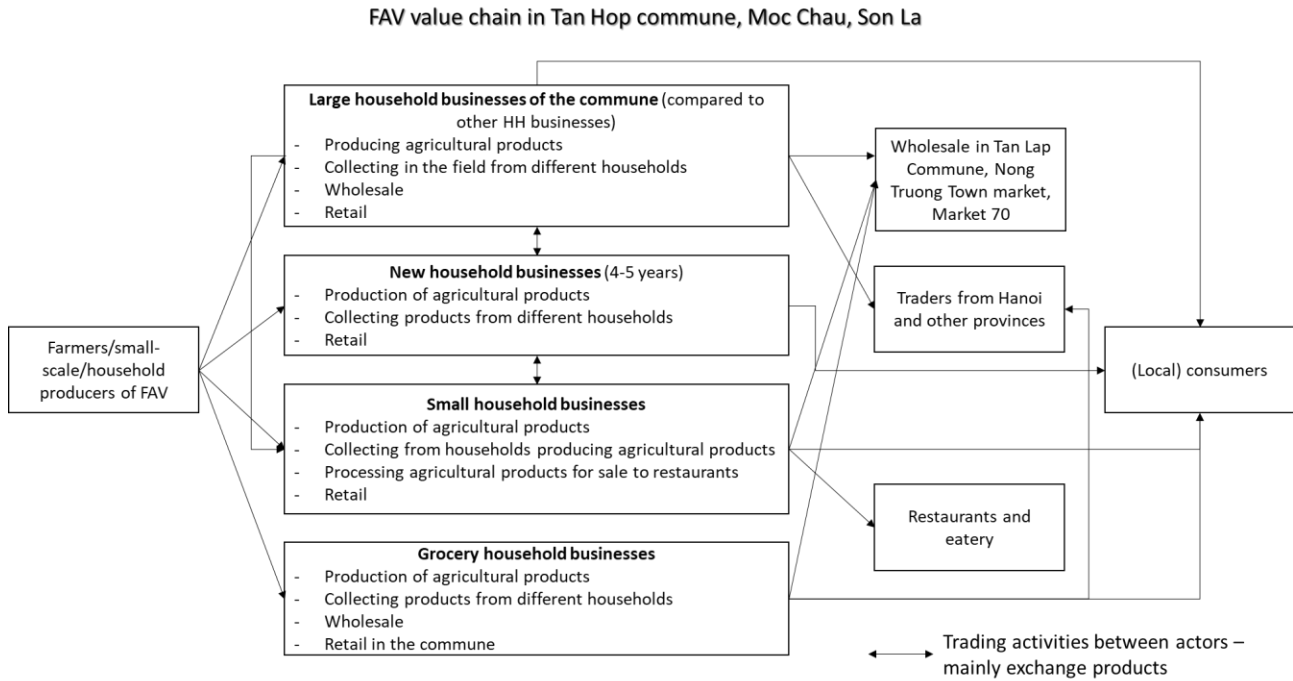 FAV value chain in Tan Hop commune, Moc Chau, Son La
Large household businesses of the commune (compared to
other HH businesses)
- Producing agricultural products
- Collecting in the field from different households
- Wholesale
- Retail
New household businesses (4-5 years)
- Production of agricultural products
- Collecting products from different households
- Retail
Farmers/small-
scale/household
producers of FAV
Small household businesses
- Production of agricultural products
- Collecting from households producing agricultural products
- Processing agricultural products for sale to restaurants
- Retail
Grocery household businesses
- Production of agricultural products
- Collecting products from different households
- Wholesale
- Retail in the commune
Wholesale in Tan Lap
Commune, Nong
Truong Town market,
Market 70
Traders from Hanoi
and other provinces
(Local) consumers
Restaurants and
eatery
Trading activities between actors –
mainly exchange products